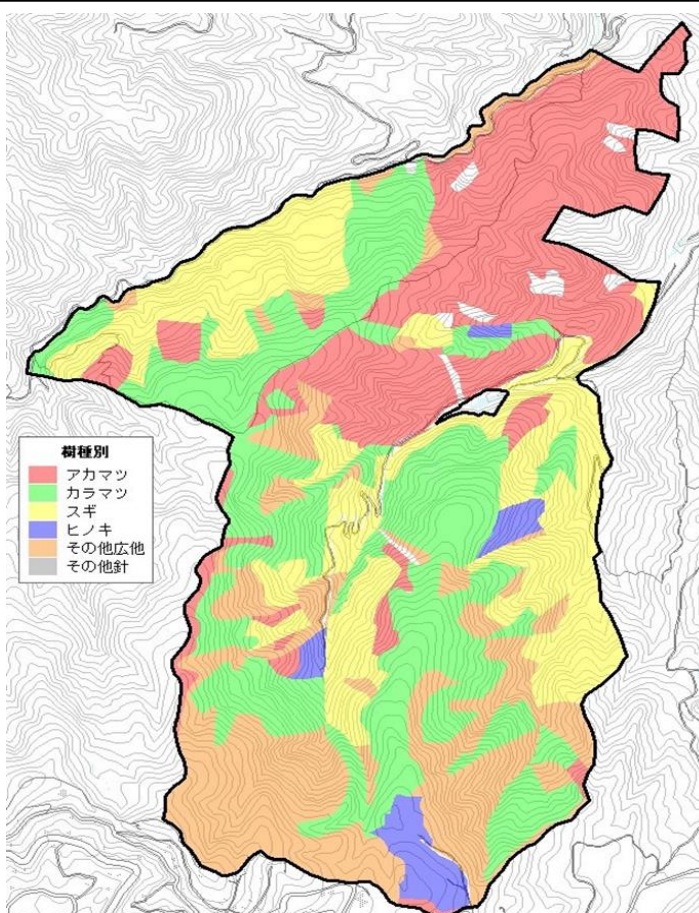 樹種別
アカマツ
カラマツ
スギ
ヒノキ
その他広他
その他針